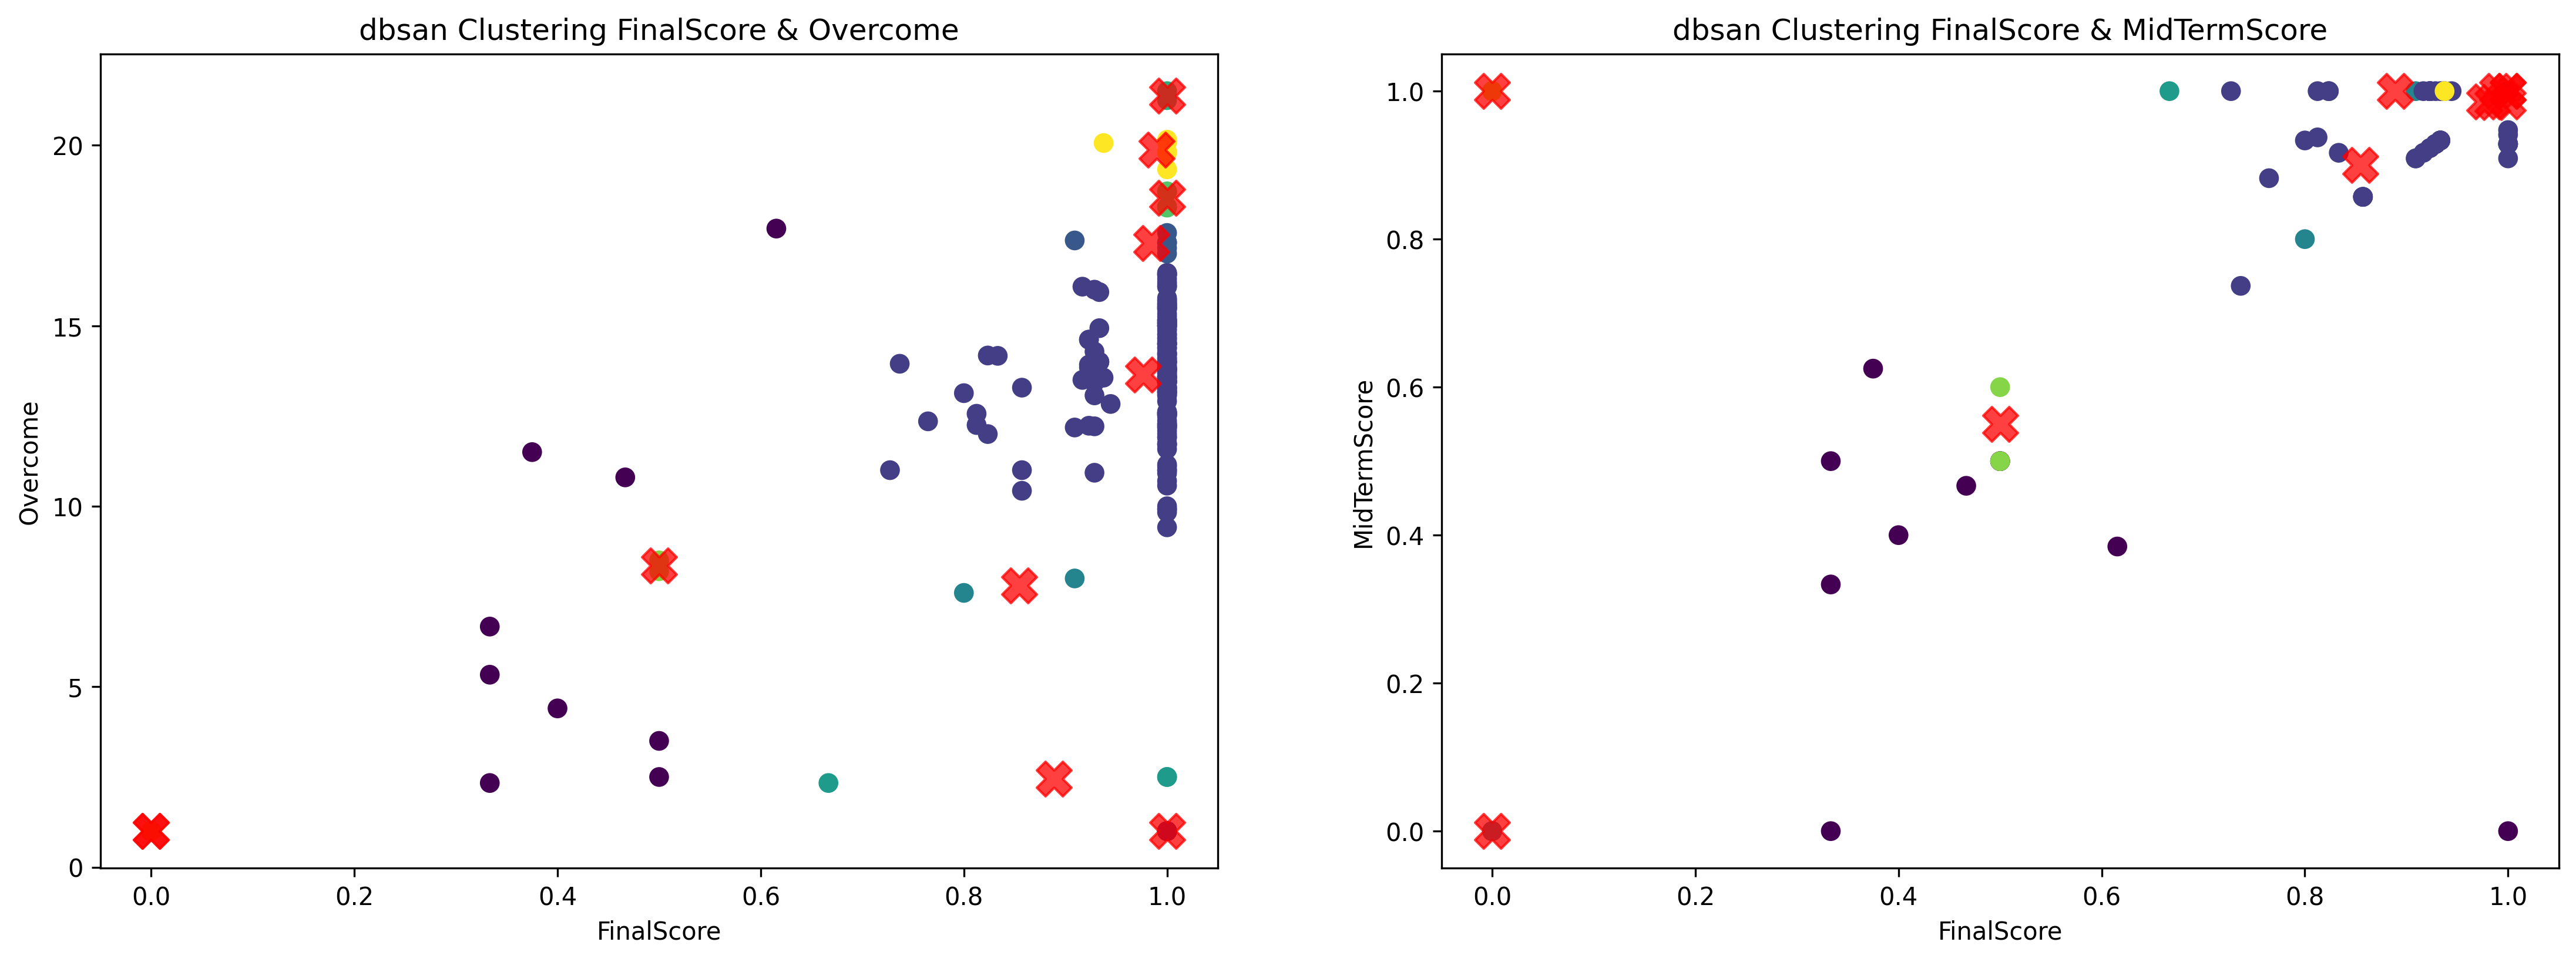 dbsan Clustering FinalScore & Overcome
20
15
10
5
0
Overcome
0.0 0.2 0.4 0.6 0.8 1.0
FinalScore
dbsan Clustering FinalScore & MidTermScore
1.0
0.8
0.6
0.4
0.2
0.0
MidTermScore
0.0 0.2 0.4 0.6 0.8 1.0
FinalScore